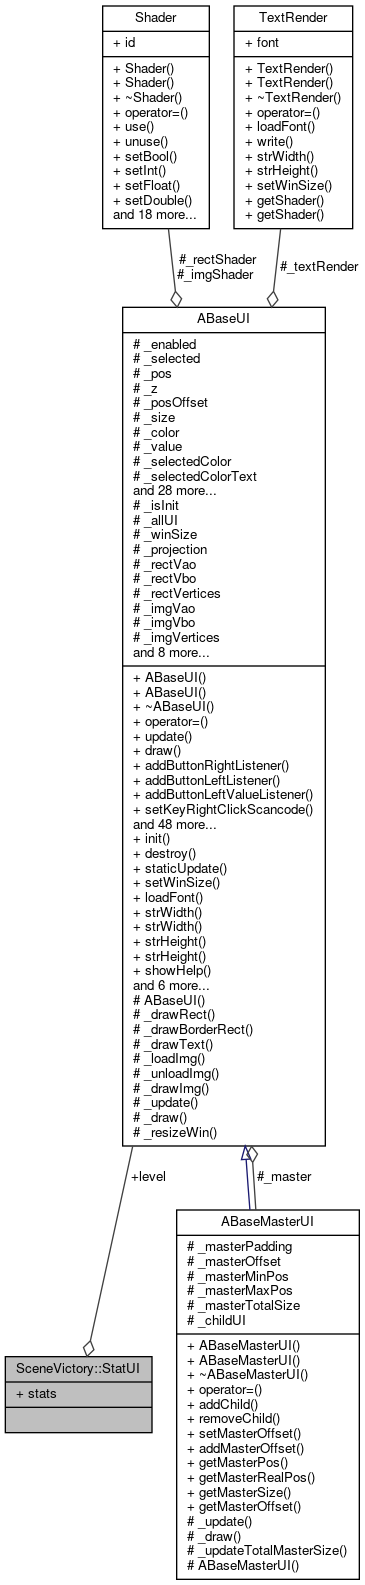 Shader
+ id
+ Shader()
+ Shader()
+ ~Shader()
+ operator=()
+ use()
+ unuse()
+ setBool()
+ setInt()
+ setFloat()
+ setDouble()
and 18 more...
TextRender
+ font
+ TextRender()
+ TextRender()
+ ~TextRender()
+ operator=()
+ loadFont()
+ write()
+ strWidth()
+ strHeight()
+ setWinSize()
+ getShader()
+ getShader()
#_rectShader
#_imgShader
#_textRender
ABaseUI
# _enabled
# _selected
# _pos
# _z
# _posOffset
# _size
# _color
# _value
# _selectedColor
# _selectedColorText
and 28 more...
# _isInit
# _allUI
# _winSize
# _projection
# _rectVao
# _rectVbo
# _rectVertices
# _imgVao
# _imgVbo
# _imgVertices
and 8 more...
+ ABaseUI()
+ ABaseUI()
+ ~ABaseUI()
+ operator=()
+ update()
+ draw()
+ addButtonRightListener()
+ addButtonLeftListener()
+ addButtonLeftValueListener()
+ setKeyRightClickScancode()
and 48 more...
+ init()
+ destroy()
+ staticUpdate()
+ setWinSize()
+ loadFont()
+ strWidth()
+ strWidth()
+ strHeight()
+ strHeight()
+ showHelp()
and 6 more...
# ABaseUI()
# _drawRect()
# _drawBorderRect()
# _drawText()
# _loadImg()
# _unloadImg()
# _drawImg()
# _update()
# _draw()
# _resizeWin()
+level
#_master
ABaseMasterUI
# _masterPadding
# _masterOffset
# _masterMinPos
# _masterMaxPos
# _masterTotalSize
# _childUI
+ ABaseMasterUI()
+ ABaseMasterUI()
+ ~ABaseMasterUI()
+ operator=()
+ addChild()
+ removeChild()
+ setMasterOffset()
+ addMasterOffset()
+ getMasterPos()
+ getMasterRealPos()
+ getMasterSize()
+ getMasterOffset()
# _update()
# _draw()
# _updateTotalMasterSize()
# ABaseMasterUI()
SceneVictory::StatUI
+ stats